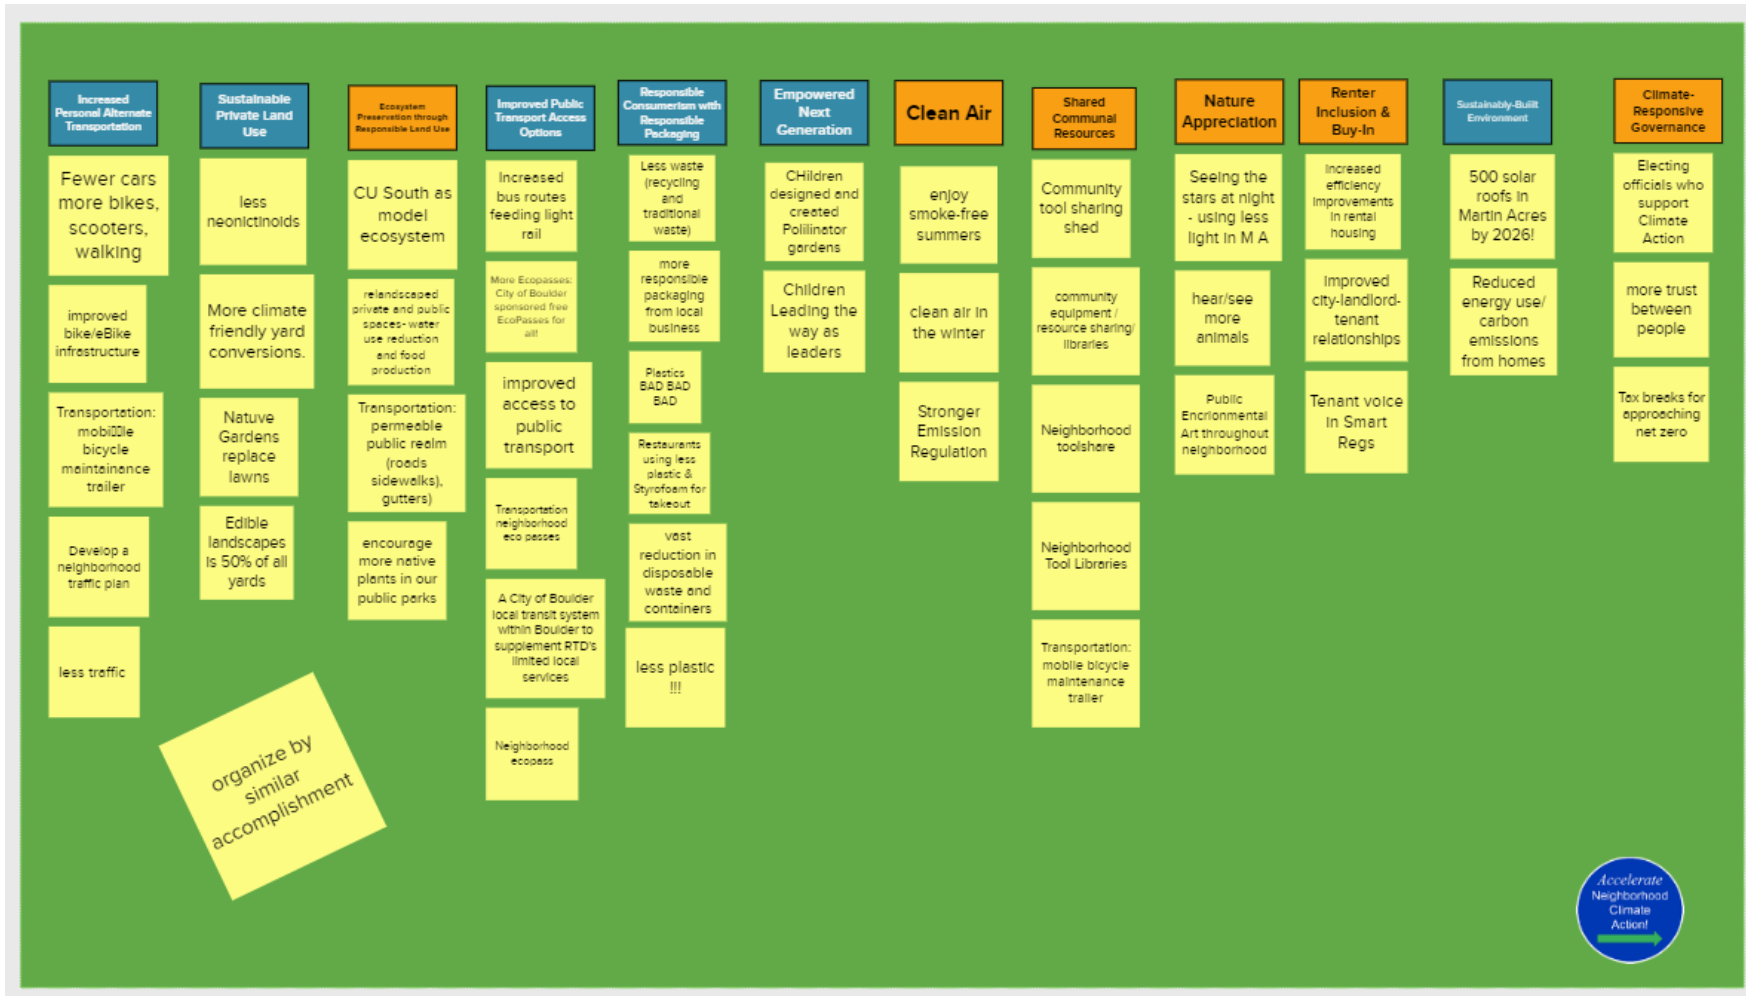 Increased
Personal Alternate
Transportation
Fewer cars
more bikes,
scooters,
walking
improved
bike/eBike
infrastructure
Transportation:
mobi▯▯le
bicycle
maintainance
trailer
Develop a
neighborhood
traffic plan
less traffic
Sustainable
Private Land
Use
less
neonictinoids
More climate
friendly yard
conversions.
Natuve
Gardens
replace
lawns
Edible
landscapes
is 50% of all
yards
organize by
similar
accomplishment
Ecosystem
Preservation through
Responsible Land Use
CU South as
model
ecosystem
relandscaped
private and public
spaces- water
use reduction
and food
production
Transportation:
permeable
public realm
(roads
sidewalks),
gutters)
encourage
more native
plants in our
public parks
Improved Public
Transport Access
Options
Increased
bus routes
feeding light
rail
More Ecopasses:
City of Boulder
sponsored free
EcoPasses for
all!
improved
access to
public
transport
Transportation
neighborhood
eco passes
A City of Boulder
local transit system
within Boulder to
supplement RTD's
limited local
services
Neighborhood
ecopass
Responsible
Consumerism with
Responsible
Packaging
Less waste
(recycling
and
traditional
waste)
more
responsible
packaging
from local
business
Plastics
BAD BAD
BAD
Restaurants
using less
plastic &
Styrofoam for
takeout
vast
reduction in
disposable
waste and
containers
less plastic
!!!
Empowered
Next
Generation
CHildren
designed and
created
Polilinator
gardens
Children
Leading the
way as
leaders
Clean Air
enjoy
smoke-free
summers
clean air in
the winter
Stronger
Emission
Regulation
Shared
Communal
Resources
Community
tool sharing
shed
community
equipment /
resource sharing/
libraries
Neighborhood
toolshare
Neighborhood
Tool Libraries
Transportation:
mobile bicycle
maintenance
trailer
Nature
Appreciation
Seeing the
stars at night
- using less
light in M A
hear/see
more
animals
Public
Encrionmental
Art throughout
neighborhood
Renter
Inclusion &
Buy-In
Increased
efficiency
improvements
in rental
housing
Improved
city-landlord-
tenant
relationships
Tenant voice
in Smart
Regs
Sustainably-Built
Environment
500 solar
roofs in
Martin Acres
by 2026!
Reduced
energy use/
carbon
emissions
from homes
Climate-
Responsive
Governance
Electing
officials who
support
Climate
Action
more trust
between
people
Tax breaks for
approaching
net zero
Accelerate
Neighborhood
Climate
Action!